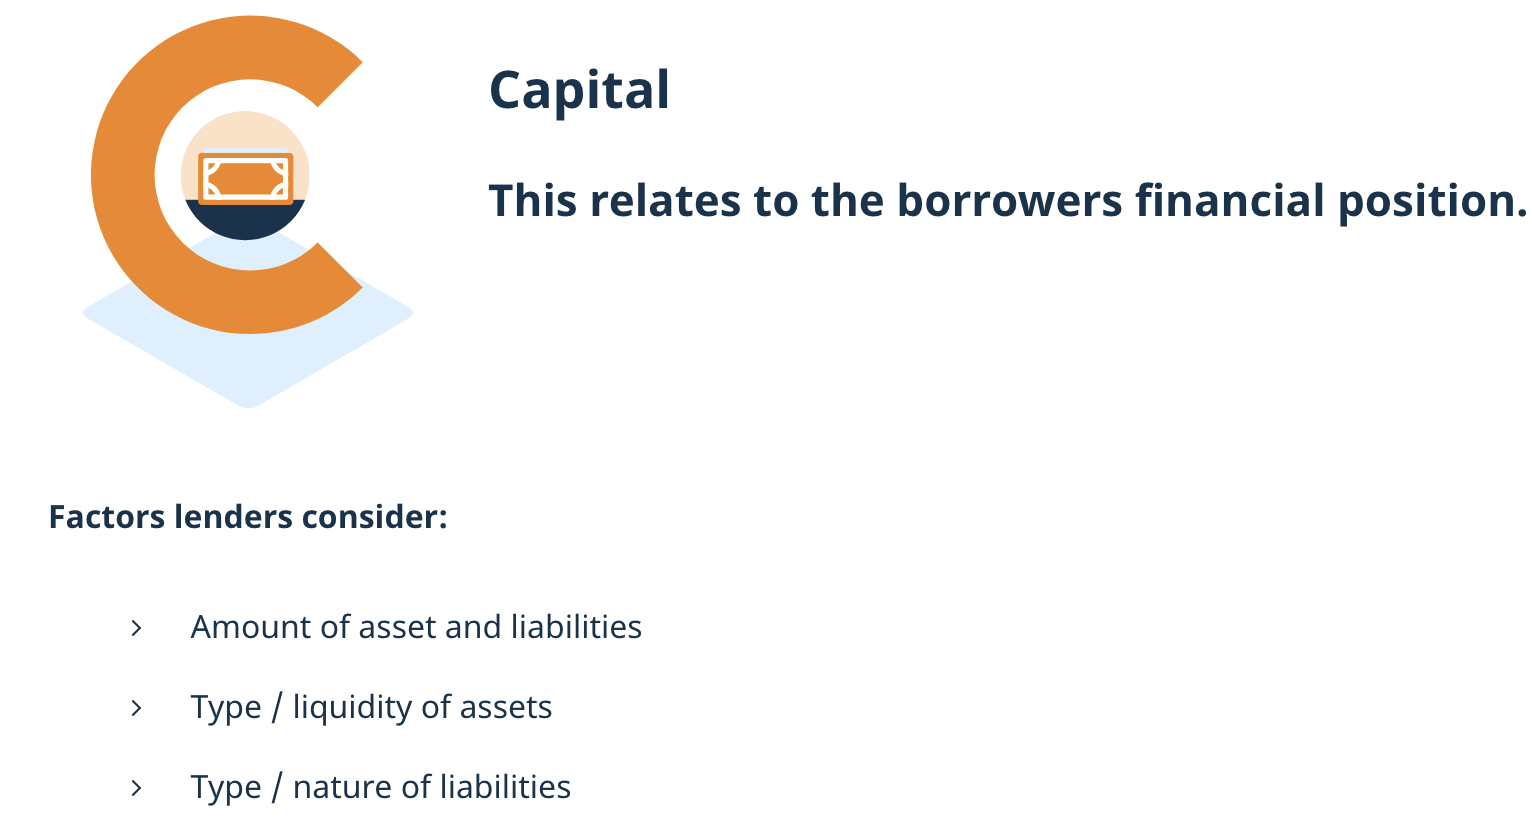 Capital
This relates to the borrowers financial position.
Factors lenders consider:
Amount of asset and liabilities
Type / liquidity of assets
Type / nature of liabilities